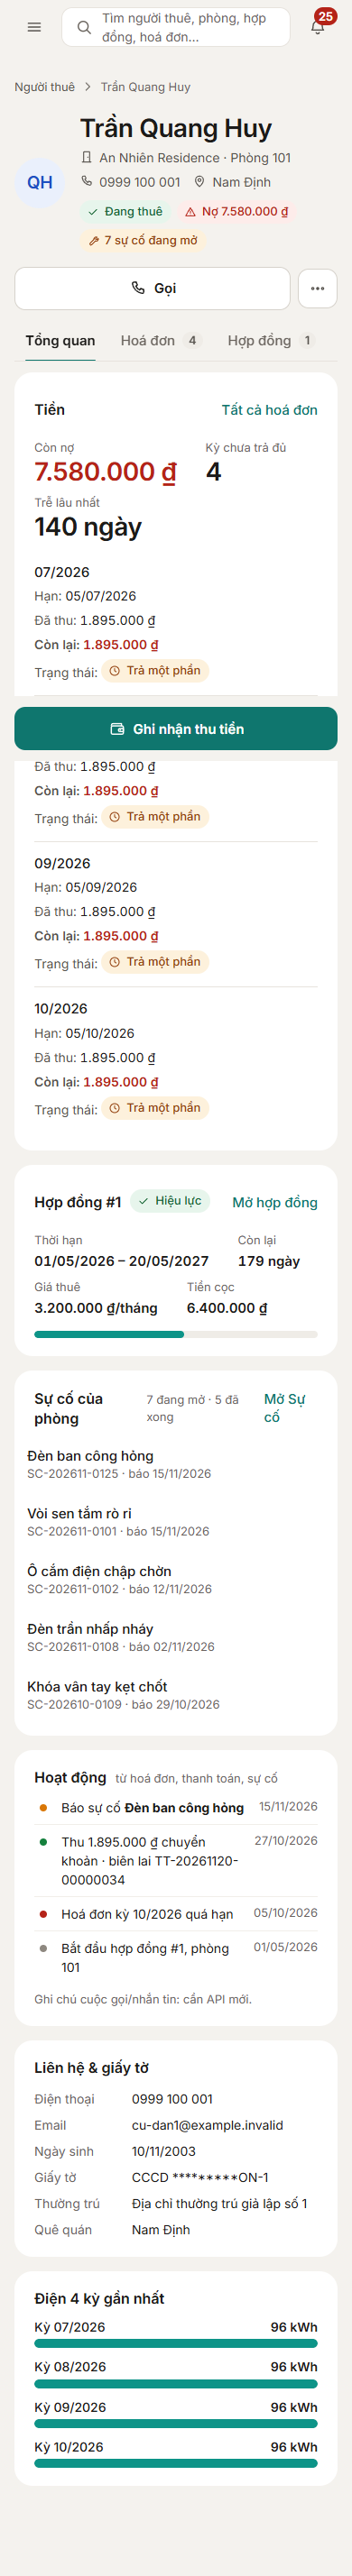 Tìm người thuê, phòng, hợp
đồng, hoá đơn...
25
Người thuê > Trần Quang Huy
Trần Quang Huy
An Nhiên Residence · Phòng 101
QH
0999 100 001 Nam Định
Đang thuê Nợ 7.580.000 ₫
7 sự cố đang mở
Gọi
Tổng quan Hoá đơn 4 Hợp đồng 1
Tiền Tất cả hoá đơn
Còn nợ Kỳ chưa trả đủ
7.580.000 ₫ 4
Trễ lâu nhất
140 ngày
07/2026
Hạn: 05/07/2026
Đã thu: 1.895.000 ₫
Còn lại: 1.895.000 ₫
Trạng thái: Trả một phần
Ghi nhận thu tiền
Đã thu: 1.895.000 ₫
Còn lại: 1.895.000 ₫
Trạng thái: Trả một phần
09/2026
Hạn: 05/09/2026
Đã thu: 1.895.000 ₫
Còn lại: 1.895.000 ₫
Trạng thái: Trả một phần
10/2026
Hạn: 05/10/2026
Đã thu: 1.895.000 ₫
Còn lại: 1.895.000 ₫
Trạng thái: Trả một phần
Hợp đồng #1 Hiệu lực Mở hợp đồng
Thời hạn Còn lại
01/05/2026 – 20/05/2027 179 ngày
Giá thuê Tiền cọc
3.200.000 ₫/tháng 6.400.000 ₫
Sự cố của phòng 7 đang mở · 5 đã xong Mở Sự cố
Đèn ban công hỏng
SC-202611-0125 · báo 15/11/2026
Vòi sen tắm rò rỉ
SC-202611-0101 · báo 15/11/2026
Ổ cắm điện chập chờn
SC-202611-0102 · báo 12/11/2026
Đèn trần nhấp nháy
SC-202611-0108 · báo 02/11/2026
Khóa vân tay kẹt chốt
SC-202610-0109 · báo 29/10/2026
Hoạt động từ hoá đơn, thanh toán, sự cố
Báo sự cố Đèn ban công hỏng 15/11/2026
Thu 1.895.000 ₫ chuyển 27/10/2026
khoản · biên lai TT-20261120-
00000034
Hoá đơn kỳ 10/2026 quá hạn 05/10/2026
Bắt đầu hợp đồng #1, phòng 01/05/2026
101
Ghi chú cuộc gọi/nhắn tin: cần API mới.
Liên hệ & giấy tờ
Điện thoại 0999 100 001
Email cu-dan1@example.invalid
Ngày sinh 10/11/2003
Giấy tờ CCCD *********ON-1
Thường trú Địa chỉ thường trú giả lập số 1
Quê quán Nam Định
Điện 4 kỳ gần nhất
Kỳ 07/2026 96 kWh
Kỳ 08/2026 96 kWh
Kỳ 09/2026 96 kWh
Kỳ 10/2026 96 kWh